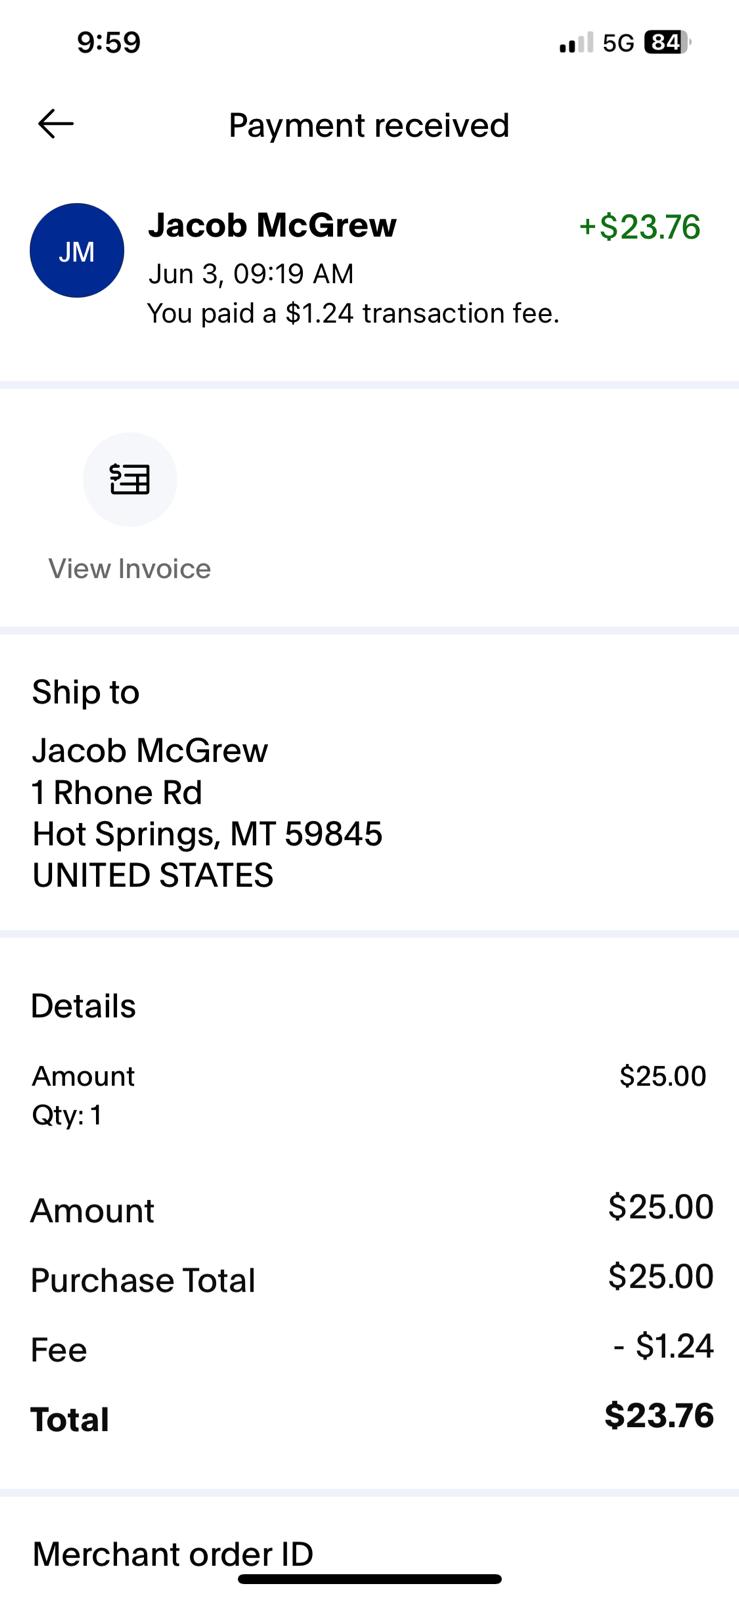 9:59
5G 84
Payment received
JM
Jacob McGrew
+$23.76
Jun 3, 09:19 AM
You paid a $1.24 transaction fee.
View Invoice
Ship to
Jacob McGrew
1 Rhone Rd
Hot Springs, MT 59845
UNITED STATES
Details
Amount $25.00
Qty: 1
Amount $25.00
Purchase Total $25.00
Fee - $1.24
Total $23.76
Merchant order ID